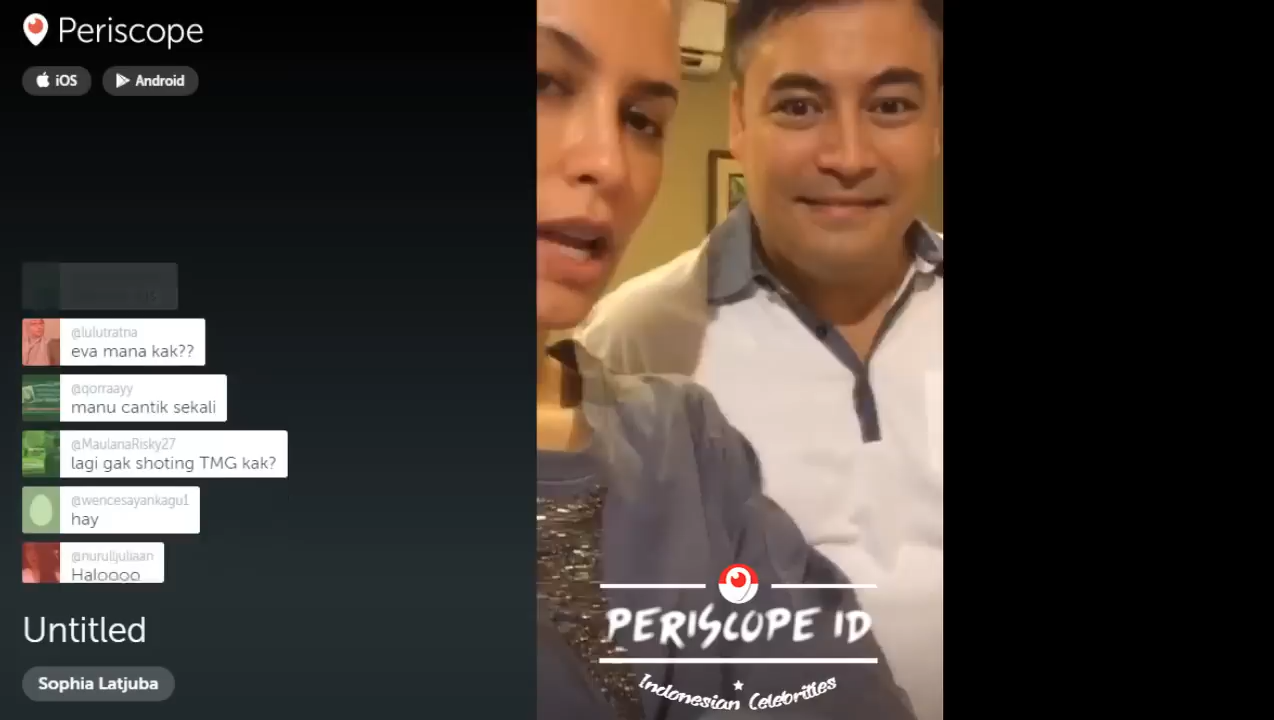 Periscope
iOS
Android
@lulutratna
eva mana kak??
@qorraayy
manu cantik sekali
@MaulanaRisky27
lagi gak shoting TMG kak?
@wencesayankagu1
hay
@nurulljuliaan
Haloooo
Untitled
Sophia Latjuba
PERISCOPE ID
Indonesian Celebrities